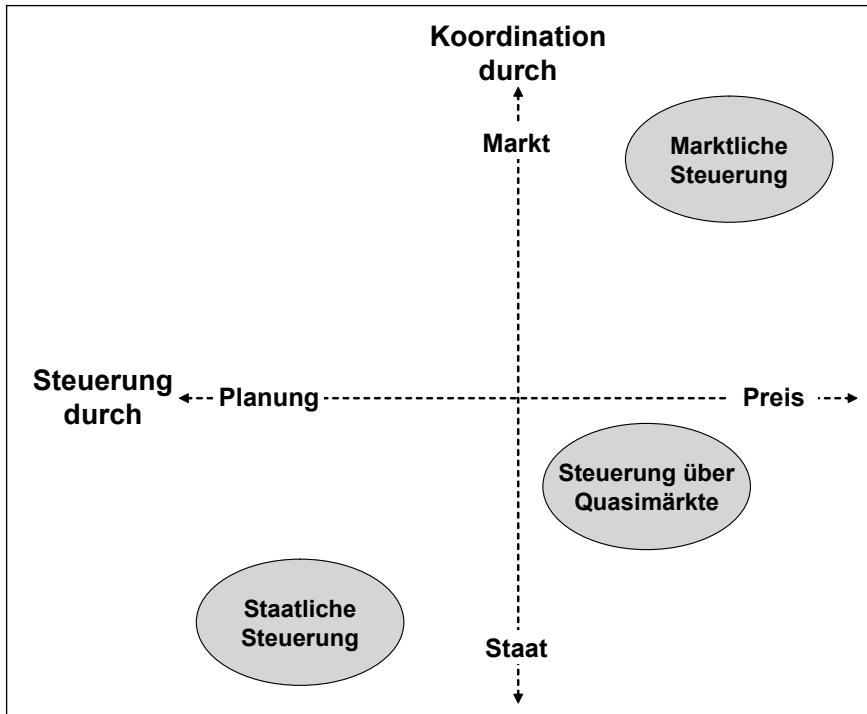 Koordination
durch
Markt
Marktliche
Steuerung
Steuerung
durch
Planung
Preis
Steuerung über
Quasimärkte
Staatliche
Steuerung
Staat